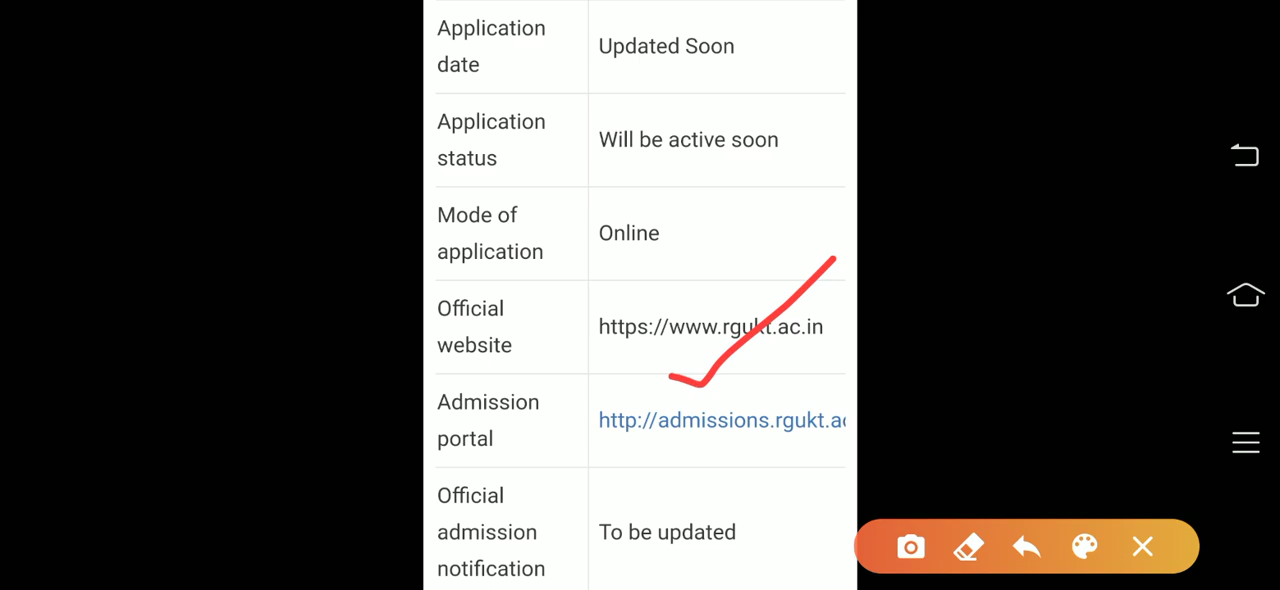 Application
date
Updated Soon
Application
status
Will be active soon
Mode of
application
Online
Official
website
https://www.rgukt.ac.in
Admission
portal
http://admissions.rgukt.ac
Official
admission
notification
To be updated